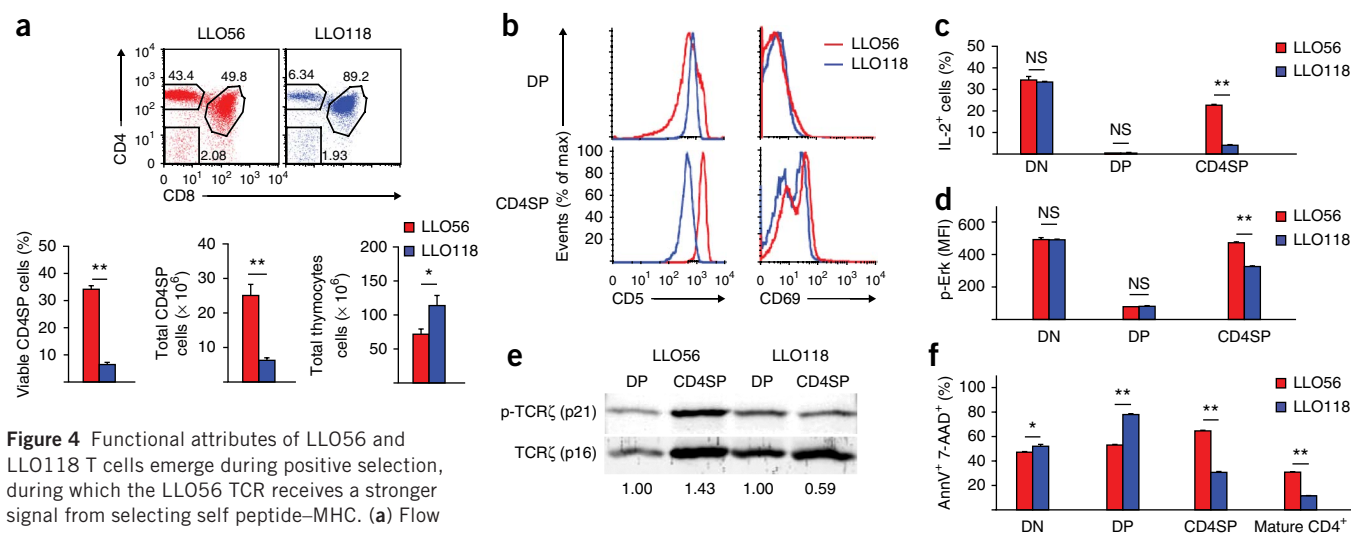 a
LLO56 LLO118
10⁴
10³
10²
10¹
0
CD4
43.4 49.8
2.08
6.34 89.2
1.93
0 10¹ 10² 10³ 10⁴ 0 10¹ 10² 10³ 10⁴
CD8
Viable CD4SP cells (%)
50
40
30
20
10
**
Total CD4SP cells (× 10⁶)
40
30
20
10
**
Total thymocytes cells (× 10⁶)
200
150
100
50
*
LLO56
LLO118
Figure 4 Functional attributes of LLO56 and
LLO118 T cells emerge during positive selection,
during which the LLO56 TCR receives a stronger
signal from selecting self peptide–MHC. (a) Flow
b
LLO56
LLO118
DP
CD4SP
Events (% of max)
100
80
60
40
20
0 10¹ 10² 10³ 10⁴ 0 10¹ 10² 10³ 10⁴
CD5 CD69
c
LLO56
LLO118
IL-2⁺ cells (%)
50
40
30
20
10
NS NS **
DN DP CD4SP
d
LLO56
LLO118
p-Erk (MFI)
600
400
200
NS NS **
DN DP CD4SP
e
LLO56 LLO118
DP CD4SP DP CD4SP
p-TCRζ (p21)
TCRζ (p16)
1.00 1.43 1.00 0.59
f
LLO56
LLO118
AnnV⁺ 7-AAD⁺ (%)
100
80
60
40
20
* ** ** **
DN DP CD4SP Mature CD4⁺